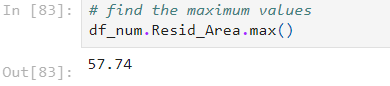 In [83]: # find the maximum values
df_num.Resid_Area.max()
Out[83]: 57.74